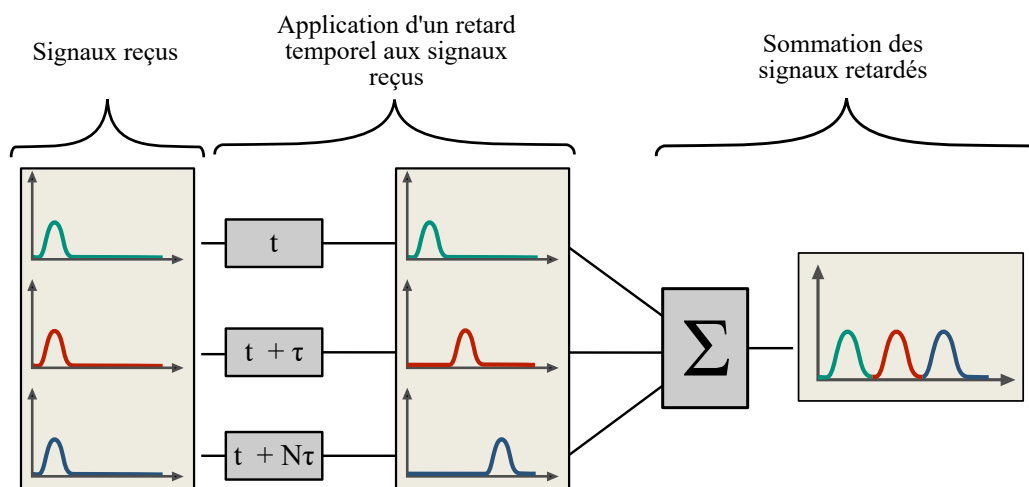 Signaux reçus
Application d'un retard
temporel aux signaux
reçus
Sommation des
signaux retardés
t
t + τ
t + Nτ
Σ